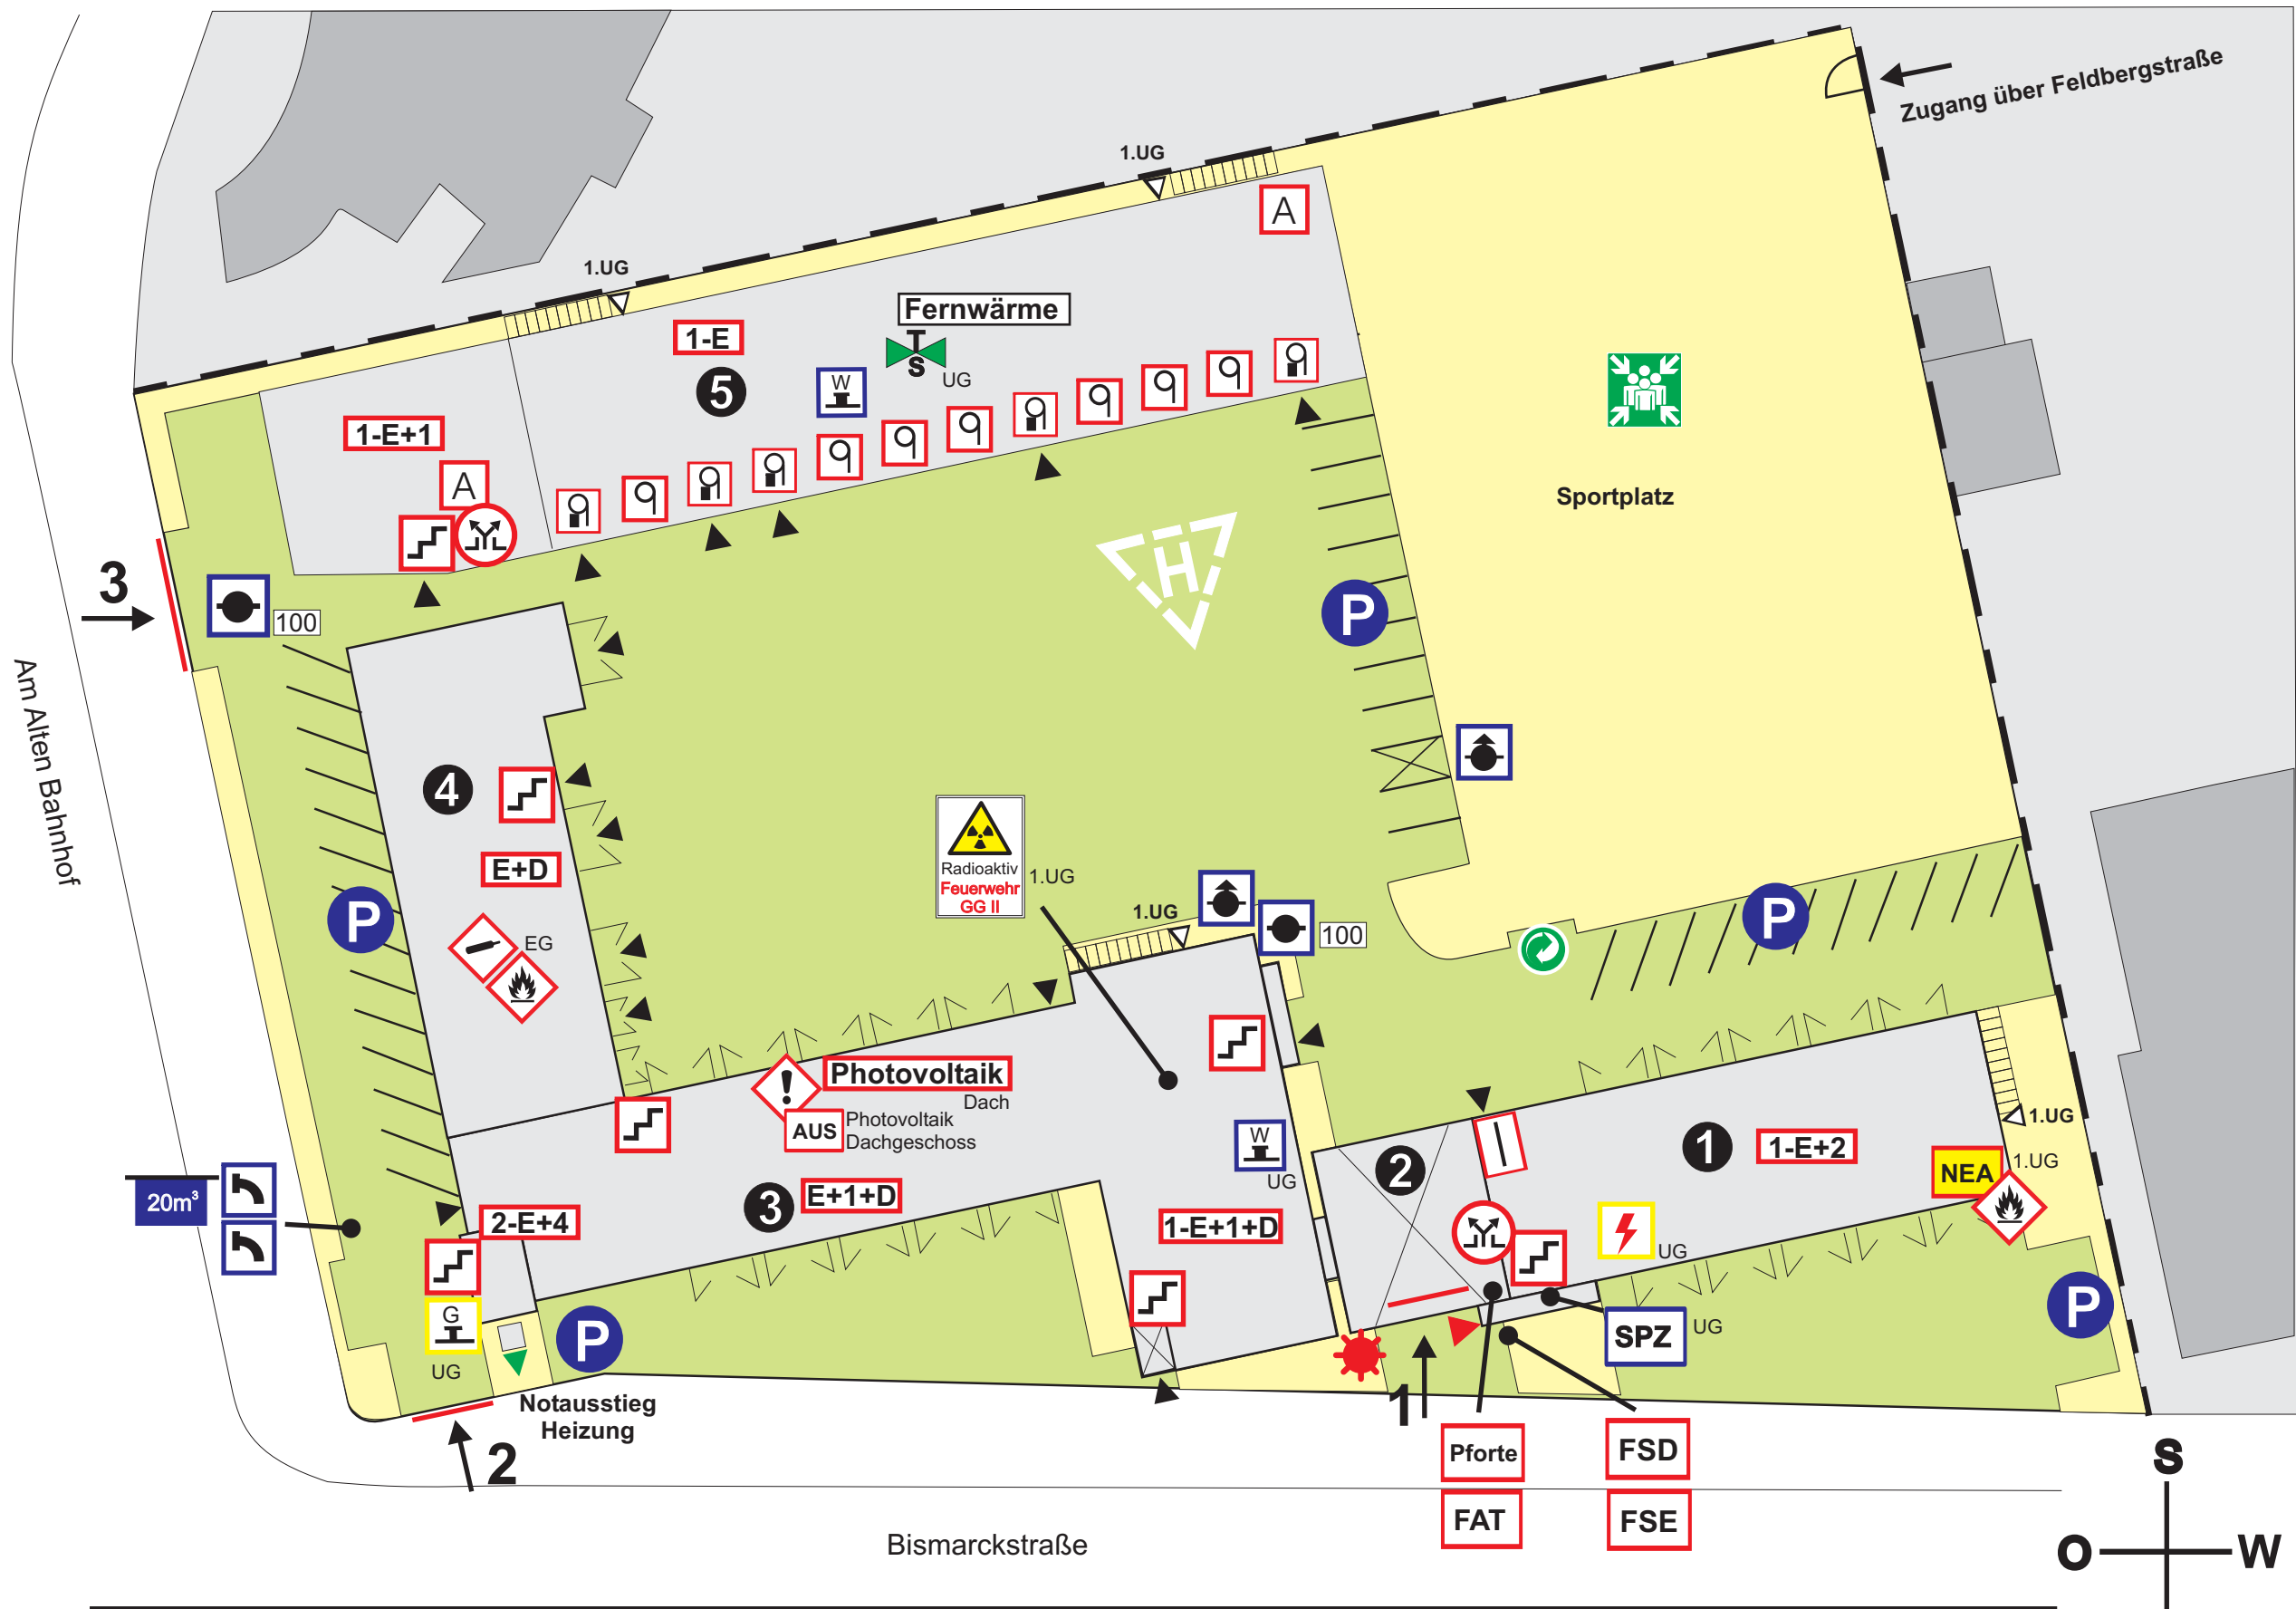 Zugang über Feldbergstraße
1.UG
A
1.UG
Fernwärme
1-E
T
S
UG
5
W
1-E+1
A
Sportplatz
H
3
100
P
Am Alten Bahnhof
4
E+D
Radioaktiv
Feuerwehr
GG II
1.UG
P
EG
1.UG
100
P
Photovoltaik
Dach
AUS
Photovoltaik
Dachgeschoss
W
UG
2
1
1-E+2
1.UG
NEA
1.UG
20m³
3
E+1+D
2-E+4
1-E+1+D
UG
G
UG
P
SPZ
UG
P
Notausstieg
Heizung
1
2
Pforte
FSD
FAT
FSE
Bismarckstraße
S
O
W